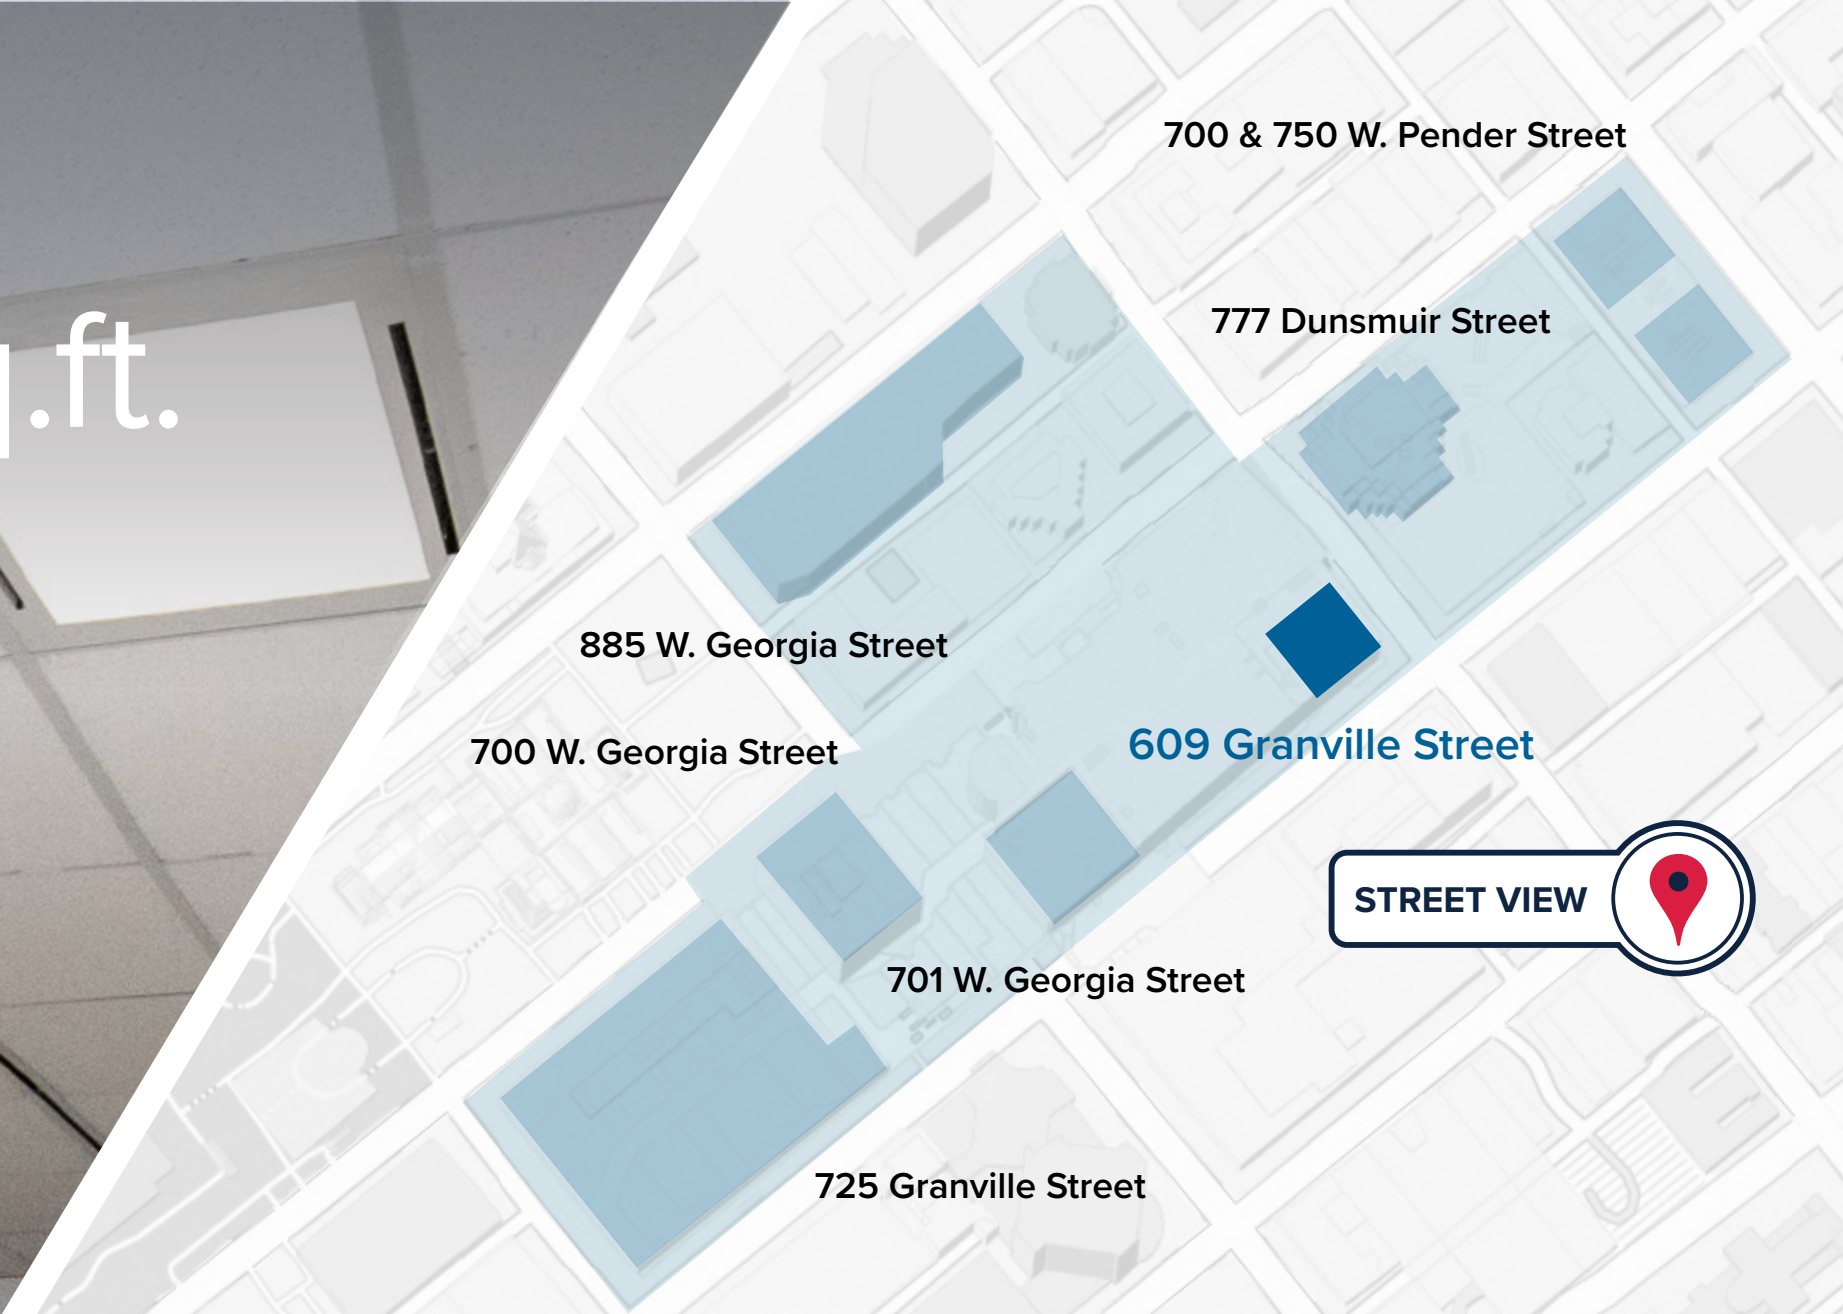 .ft.
700 & 750 W. Pender Street
777 Dunsmuir Street
885 W. Georgia Street
700 W. Georgia Street
609 Granville Street
STREET VIEW
701 W. Georgia Street
725 Granville Street